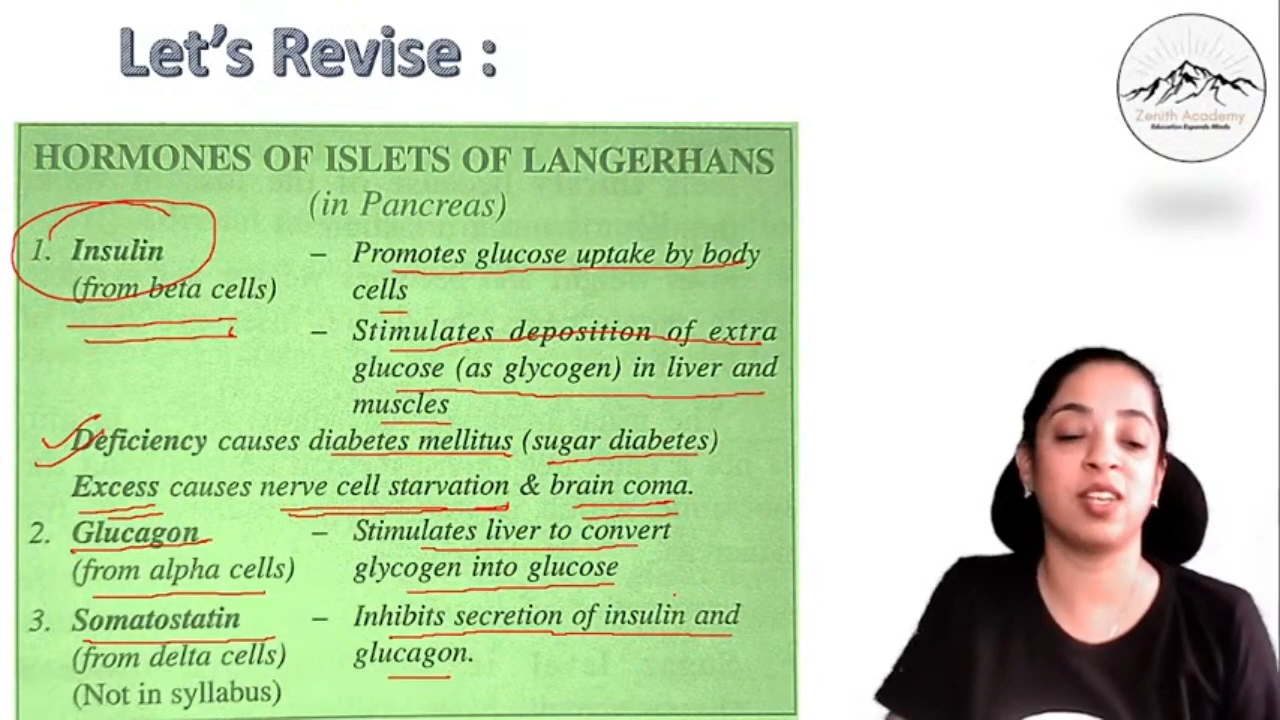 Let's Revise :
Zenith Academy
Education Expands Minds
HORMONES OF ISLETS OF LANGERHANS
(in Pancreas)
1. Insulin – Promotes glucose uptake by body
(from beta cells) cells
– Stimulates deposition of extra
glucose (as glycogen) in liver and
muscles
Deficiency causes diabetes mellitus (sugar diabetes)
Excess causes nerve cell starvation & brain coma.
2. Glucagon – Stimulates liver to convert
(from alpha cells) glycogen into glucose
3. Somatostatin – Inhibits secretion of insulin and
(from delta cells) glucagon.
(Not in syllabus)